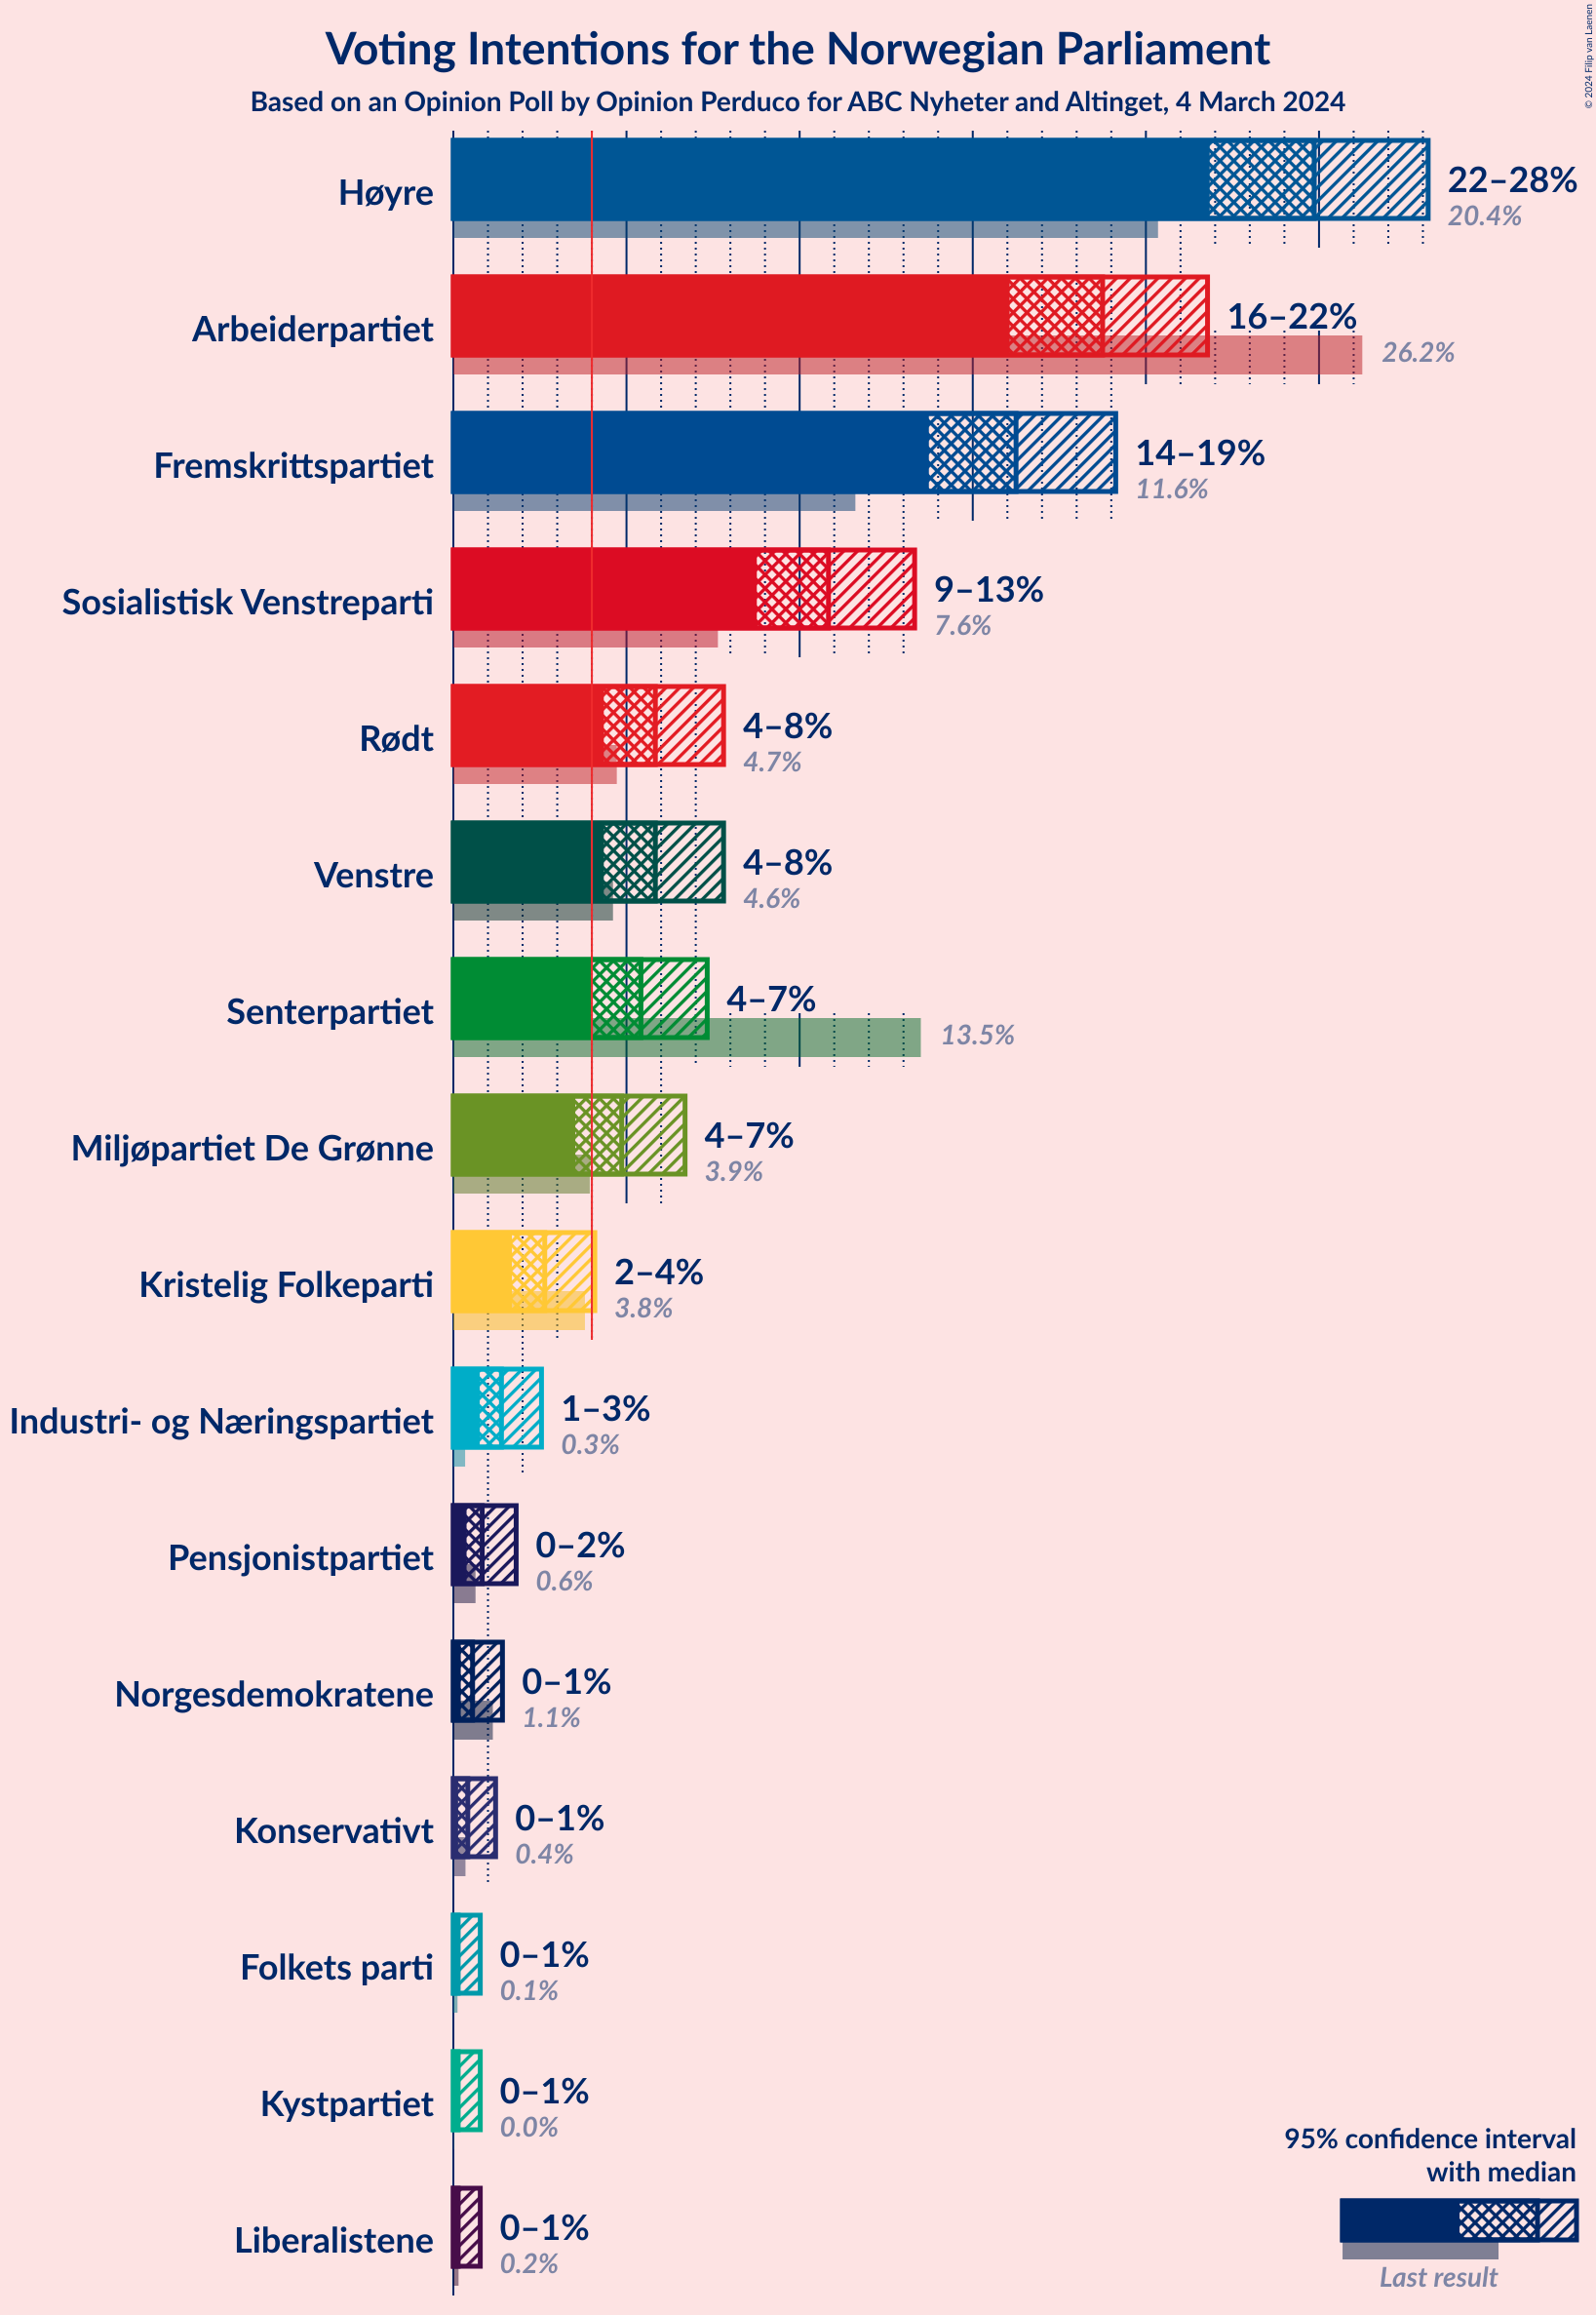 © 2024 Filip van Laenen
Voting Intentions for the Norwegian Parliament
Based on an Opinion Poll by Opinion Perduco for ABC Nyheter and Altinget, 4 March 2024
Høyre
22–28%
20.4%
Arbeiderpartiet
16–22%
26.2%
Fremskrittspartiet
14–19%
11.6%
Sosialistisk Venstreparti
9–13%
7.6%
Rødt
4–8%
4.7%
Venstre
4–8%
4.6%
Senterpartiet
4–7%
13.5%
Miljøpartiet De Grønne
4–7%
3.9%
Kristelig Folkeparti
2–4%
3.8%
Industri- og Næringspartiet
1–3%
0.3%
Pensjonistpartiet
0–2%
0.6%
Norgesdemokratene
0–1%
1.1%
Konservativt
0–1%
0.4%
Folkets parti
0–1%
0.1%
Kystpartiet
0–1%
0.0%
Liberalistene
0–1%
0.2%
95% confidence interval
with median
Last result